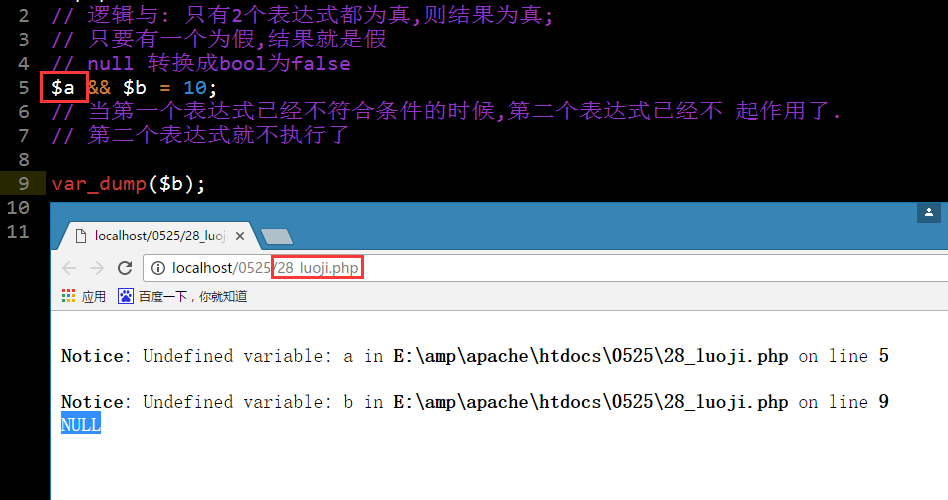 2 // 逻辑与: 只有2个表达式都为真,则结果为真;
3 // 只要有一个为假,结果就是假
4 // null 转换成bool为false
5 $a && $b = 10;
6 // 当第一个表达式已经不符合条件的时候,第二个表达式已经不 起作用了.
7 // 第二个表达式就不执行了
8
9 var_dump($b);
10
11
localhost/0525/28_luoj
localhost/0525/28_luoji.php
应用 百度一下，你就知道
Notice: Undefined variable: a in E:\amp\apache\htdocs\0525\28_luoji.php on line 5
Notice: Undefined variable: b in E:\amp\apache\htdocs\0525\28_luoji.php on line 9
NULL